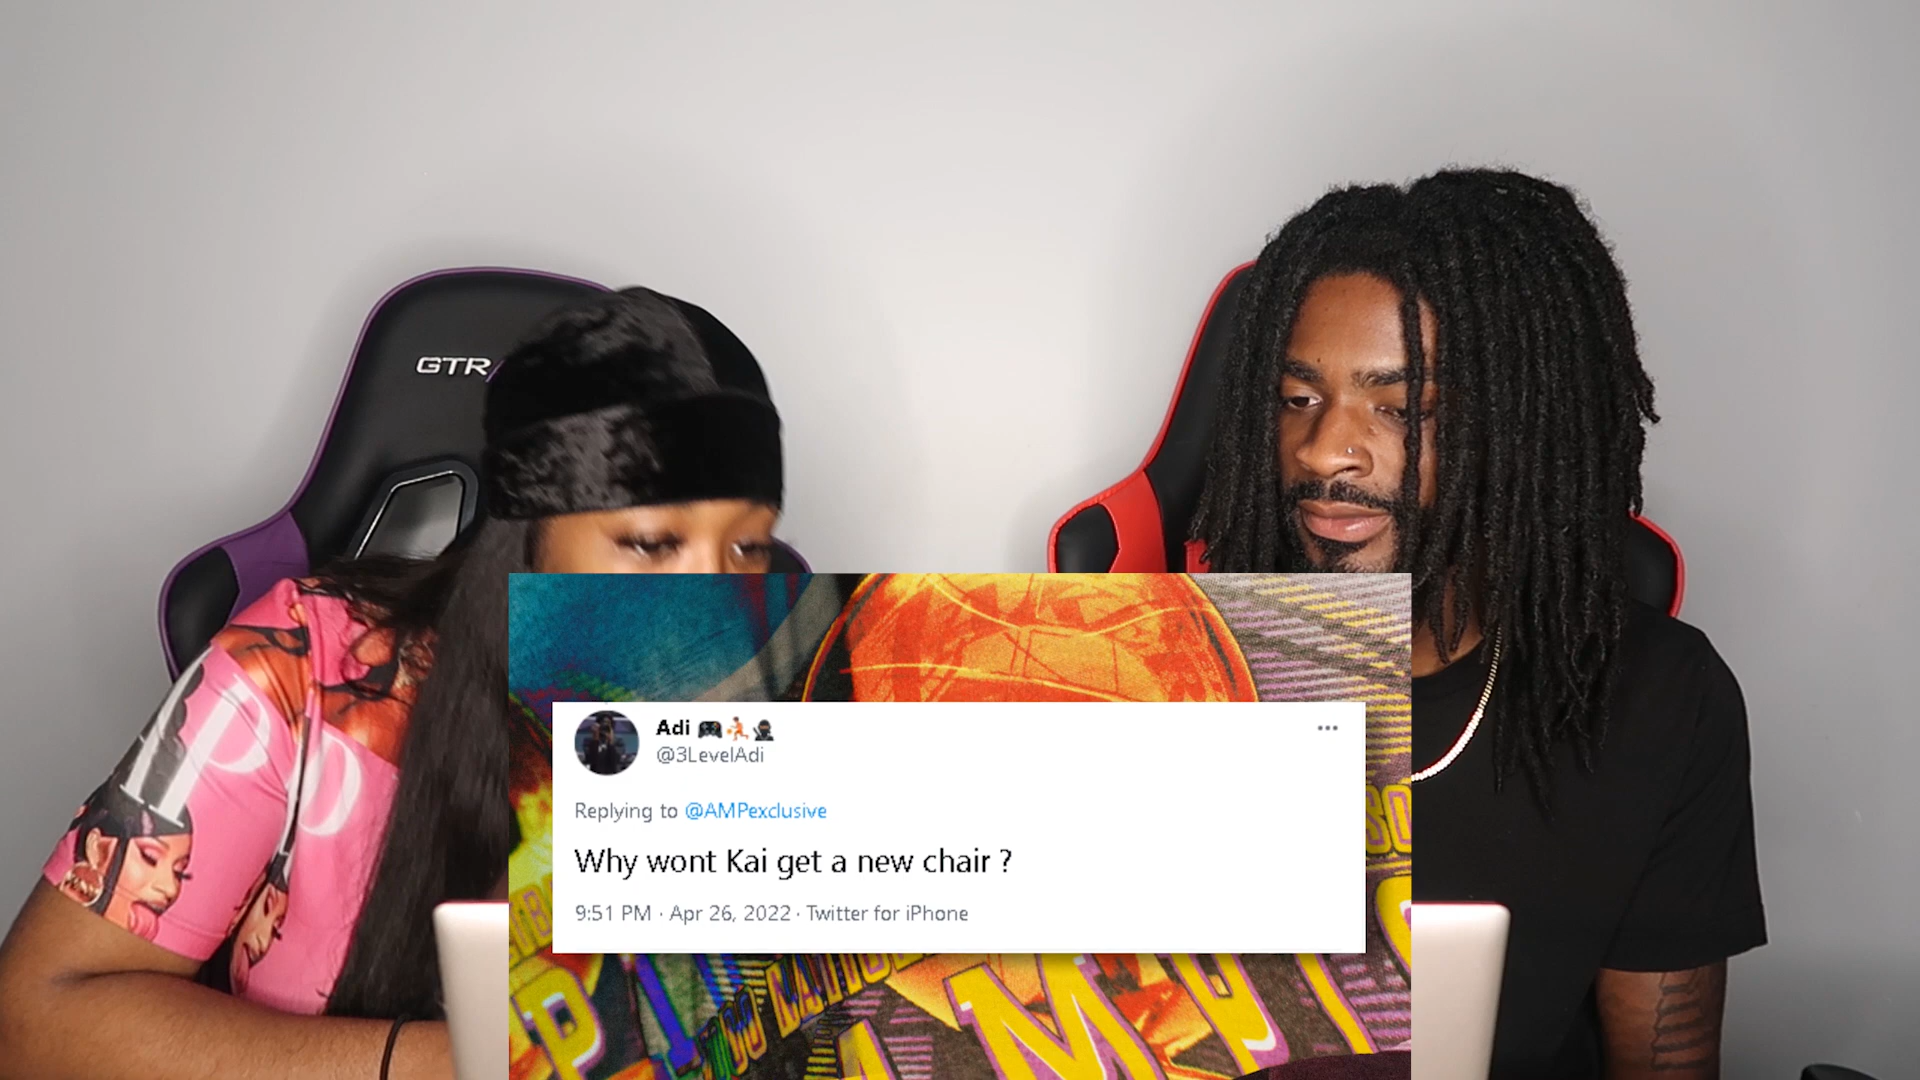 GTR
Adi
@3LevelAdi
Replying to @AMPexclusive
Why wont Kai get a new chair ?
9:51 PM · Apr 26, 2022 · Twitter for iPhone